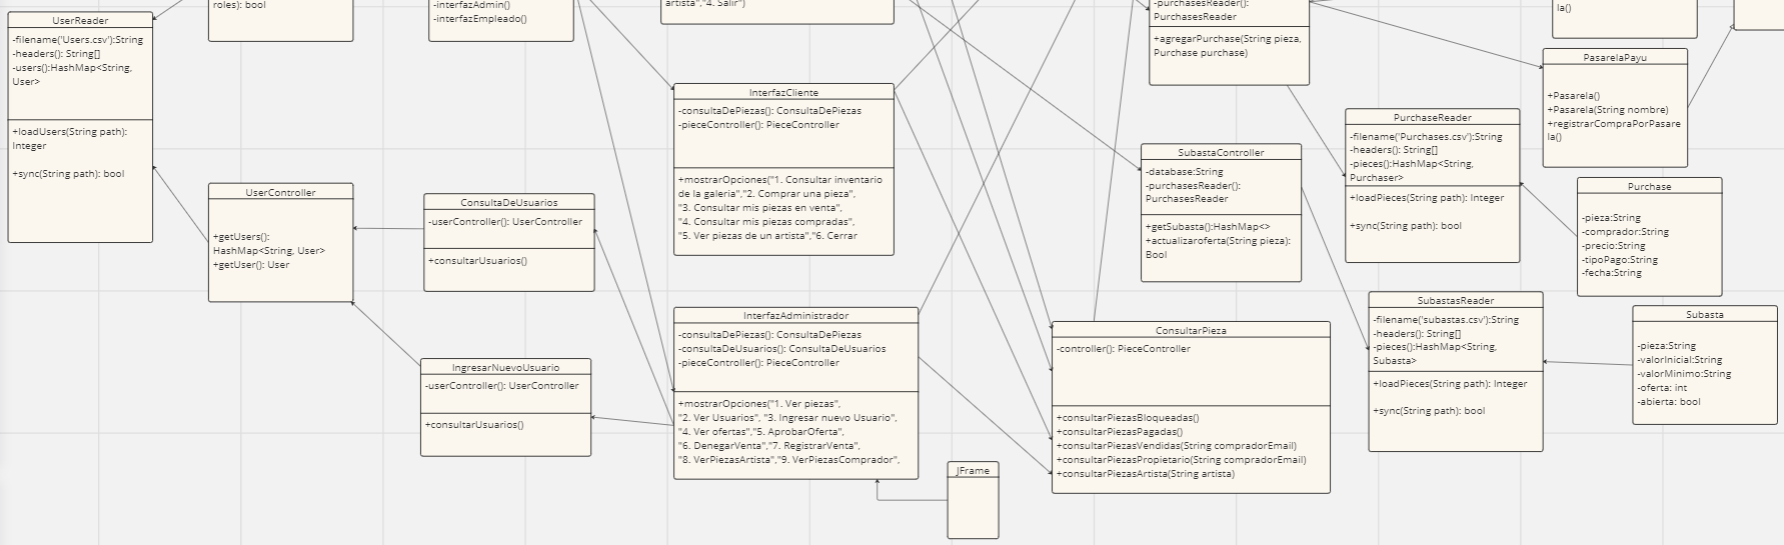 UserReader
-filename('Users.csv'):String
-headers(): String[]
-users():HashMap<String,
User>
+loadUsers(String path):
Integer
+sync(String path): bool
roles): bool
-interfazAdmin()
-interfazEmpleado()
artista","4. Salir")
UserController
+getUsers():
HashMap<String, User>
+getUser(): User
ConsultaDeUsuarios
-userController(): UserController
+consultarUsuarios()
IngresarNuevoUsuario
-userController(): UserController
+consultarUsuarios()
InterfazCliente
-consultaDePiezas(): ConsultaDePiezas
-pieceController(): PieceController
+mostrarOpciones("1. Consultar inventario
de la galeria","2. Comprar una pieza",
"3. Consultar mis piezas en venta",
"4. Consultar mis piezas compradas",
"5. Ver piezas de un artista","6. Cerrar
InterfazAdministrador
-consultaDePiezas(): ConsultaDePiezas
-consultaDeUsuarios(): ConsultaDeUsuarios
-pieceController(): PieceController
+mostrarOpciones("1. Ver piezas",
"2. Ver Usuarios", "3. Ingresar nuevo Usuario",
"4. Ver ofertas","5. AprobarOferta",
"6. DenegarVenta","7. RegistrarVenta",
"8. VerPiezasArtista","9. VerPiezasComprador",
JFrame
-purchasesReader():
PurchasesReader
+agregarPurchase(String pieza,
Purchase purchase)
SubastaController
-database:String
-purchasesReader():
PurchasesReader
+getSubasta():HashMap<>
+actualizaroferta(String pieza):
Bool
ConsultarPieza
-controller(): PieceController
+consultarPiezasBloqueadas()
+consultarPiezasPagadas()
+consultarPiezasVendidas(String compradorEmail)
+consultarPiezasPropietario(String compradorEmail)
+consultarPiezasArtista(String artista)
PurchaseReader
-filename('Purchases.csv'):String
-headers(): String[]
-pieces():HashMap<String,
Purchaser>
+loadPieces(String path): Integer
+sync(String path): bool
SubastasReader
-filename('subastas.csv'):String
-headers(): String[]
-pieces():HashMap<String,
Subasta>
+loadPieces(String path): Integer
+sync(String path): bool
la()
PasarelaPayu
+Pasarela()
+Pasarela(String nombre)
+registrarCompraPorPasare
la()
Purchase
-pieza:String
-comprador:String
-precio:String
-tipoPago:String
-fecha:String
Subasta
-pieza:String
-valorInicial:String
-valorMinimo:String
-oferta: int
-abierta: bool